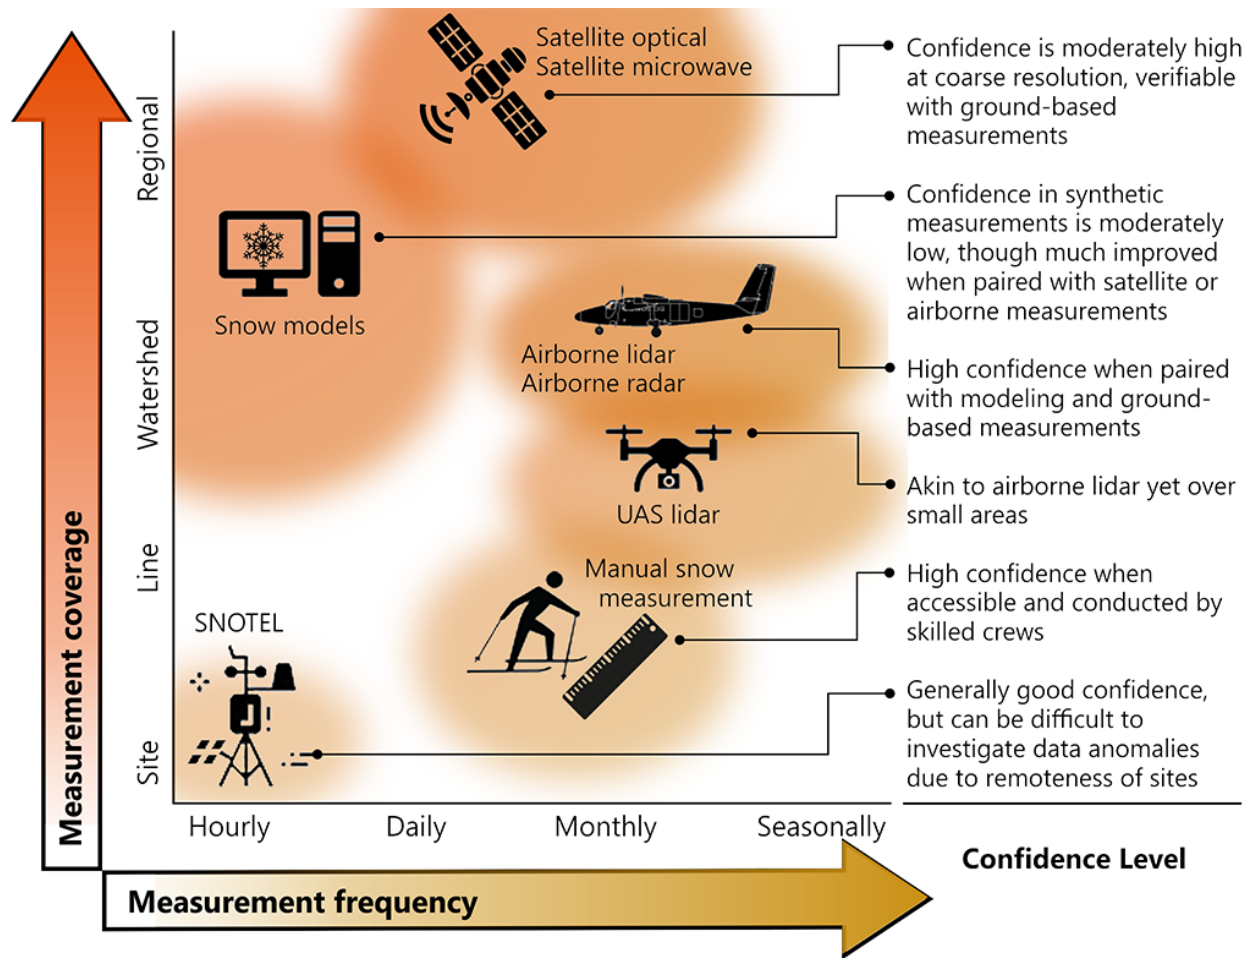 Satellite optical
Satellite microwave
Confidence is moderately high
at coarse resolution, verifiable
with ground-based
measurements
Regional
Confidence in synthetic
measurements is moderately
low, though much improved
when paired with satellite or
airborne measurements
Snow models
Airborne lidar
Airborne radar
Watershed
High confidence when paired
with modeling and ground-
based measurements
UAS lidar
Akin to airborne lidar yet over
small areas
Line
Manual snow
measurement
High confidence when
accessible and conducted by
skilled crews
SNOTEL
Generally good confidence,
but can be difficult to
investigate data anomalies
due to remoteness of sites
Site
Measurement coverage
Hourly
Daily
Monthly
Seasonally
Confidence Level
Measurement frequency